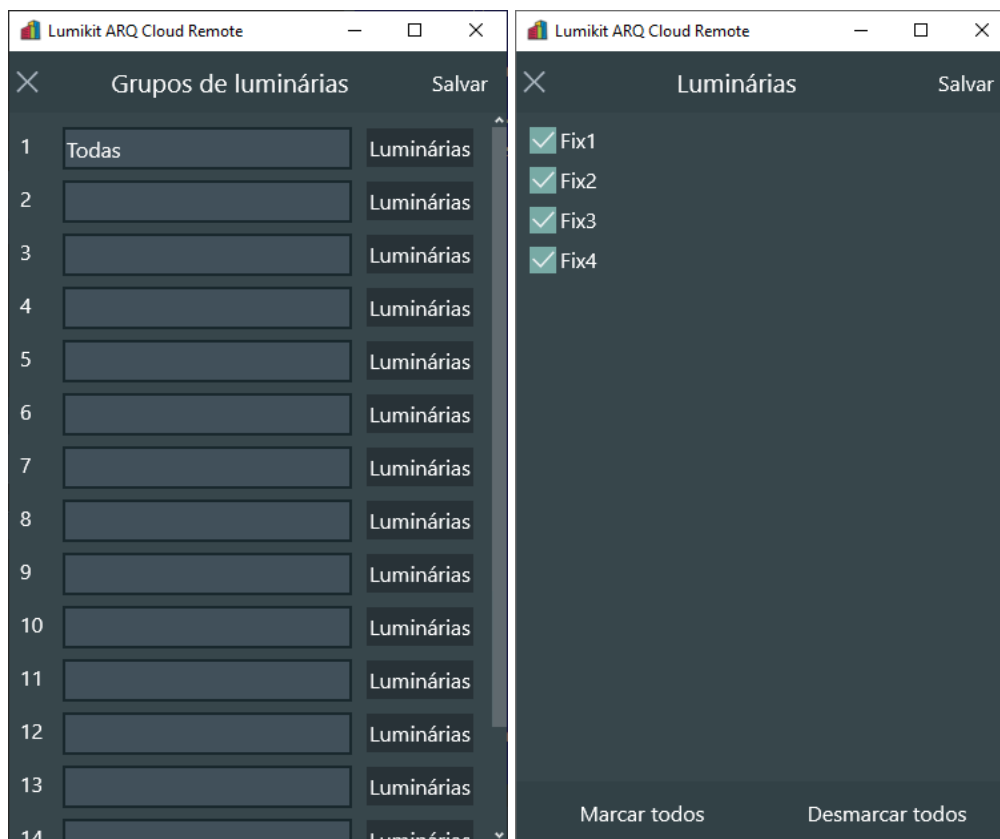 Lumikit ARQ Cloud Remote
Grupos de luminárias Salvar
1 Todas Luminárias
2 Luminárias
3 Luminárias
4 Luminárias
5 Luminárias
6 Luminárias
7 Luminárias
8 Luminárias
9 Luminárias
10 Luminárias
11 Luminárias
12 Luminárias
13 Luminárias
14 Luminárias
Lumikit ARQ Cloud Remote
Luminárias Salvar
Fix1
Fix2
Fix3
Fix4
Marcar todos Desmarcar todos